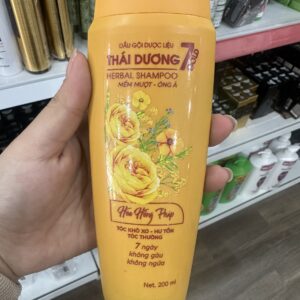 DẦU GỘI DƯỢC LIỆU
THÁI DƯƠNG 7
HERBAL SHAMPOO
MỀM MƯỢT - ÓNG Ả
Hoa Hồng Pháp
TÓC KHÔ XƠ - HƯ TỔN
TÓC THƯỜNG
7 ngày
không gàu
không ngứa
Net. 200 ml